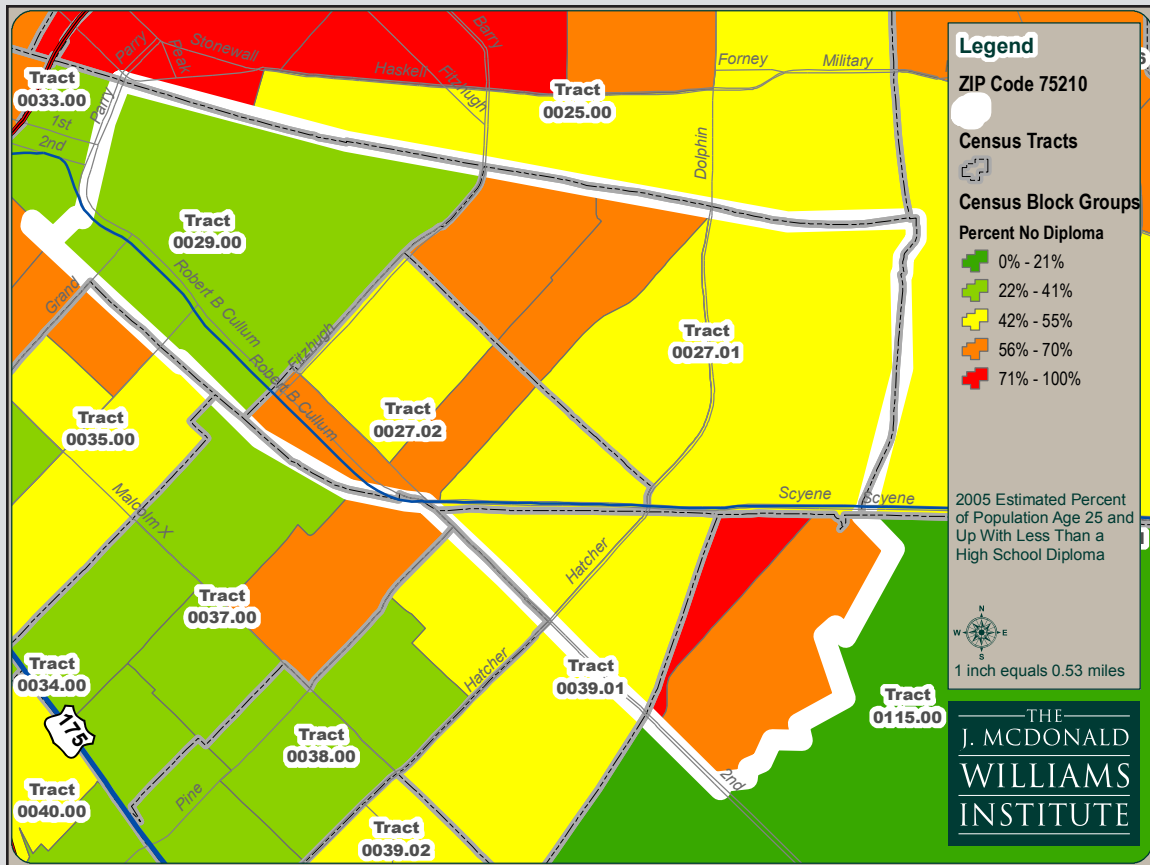 Parry
Peak
Stonewall
Haskell
Barry
Fitzhugh
Forney
Military
Tract
0033.00
1st
2nd
Parry
Tract
0025.00
Dolphin
Tract
0029.00
Robert B Cullum
Grand
Fitzhugh
Robert B Cullum
Tract
0027.01
Tract
0027.02
Tract
0035.00
Malcolm X
Scyene
Scyene
Hatcher
Tract
0037.00
Hatcher
Tract
0034.00
175
Tract
0039.01
Tract
0115.00
Tract
0038.00
2nd
Pine
Tract
0040.00
Tract
0039.02
Legend
ZIP Code 75210
Census Tracts
Census Block Groups
Percent No Diploma
0% - 21%
22% - 41%
42% - 55%
56% - 70%
71% - 100%
2005 Estimated Percent
of Population Age 25 and
Up With Less Than a
High School Diploma
N
W E
S
1 inch equals 0.53 miles
THE
J. MCDONALD
WILLIAMS
INSTITUTE